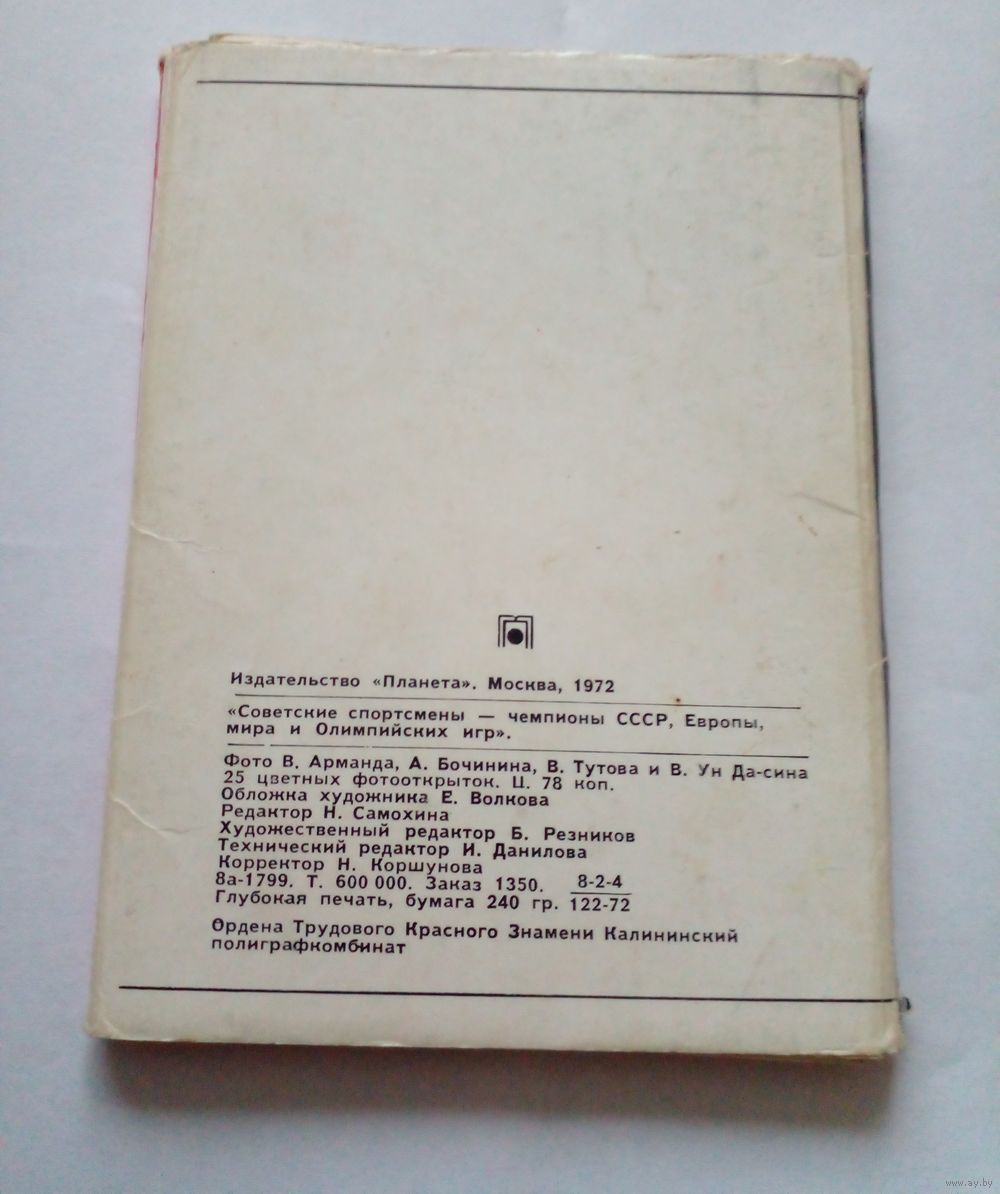 Издательство «Планета». Москва, 1972
«Советские спортсмены — чемпионы СССР, Европы,
мира и Олимпийских игр».
Фото В. Арманда, А. Бочинина, В. Тутова и В. Ун Да-сина
25 цветных фотооткрыток. Ц. 78 коп.
Обложка художника Е. Волкова
Редактор Н. Самохина
Художественный редактор Б. Резников
Технический редактор И. Данилова
Корректор Н. Коршунова
8а-1799. Т. 600 000. Заказ 1350. 8-2-4
Глубокая печать, бумага 240 гр. 122-72
Ордена Трудового Красного Знамени Калининский
полиграфкомбинат
www.ay.by